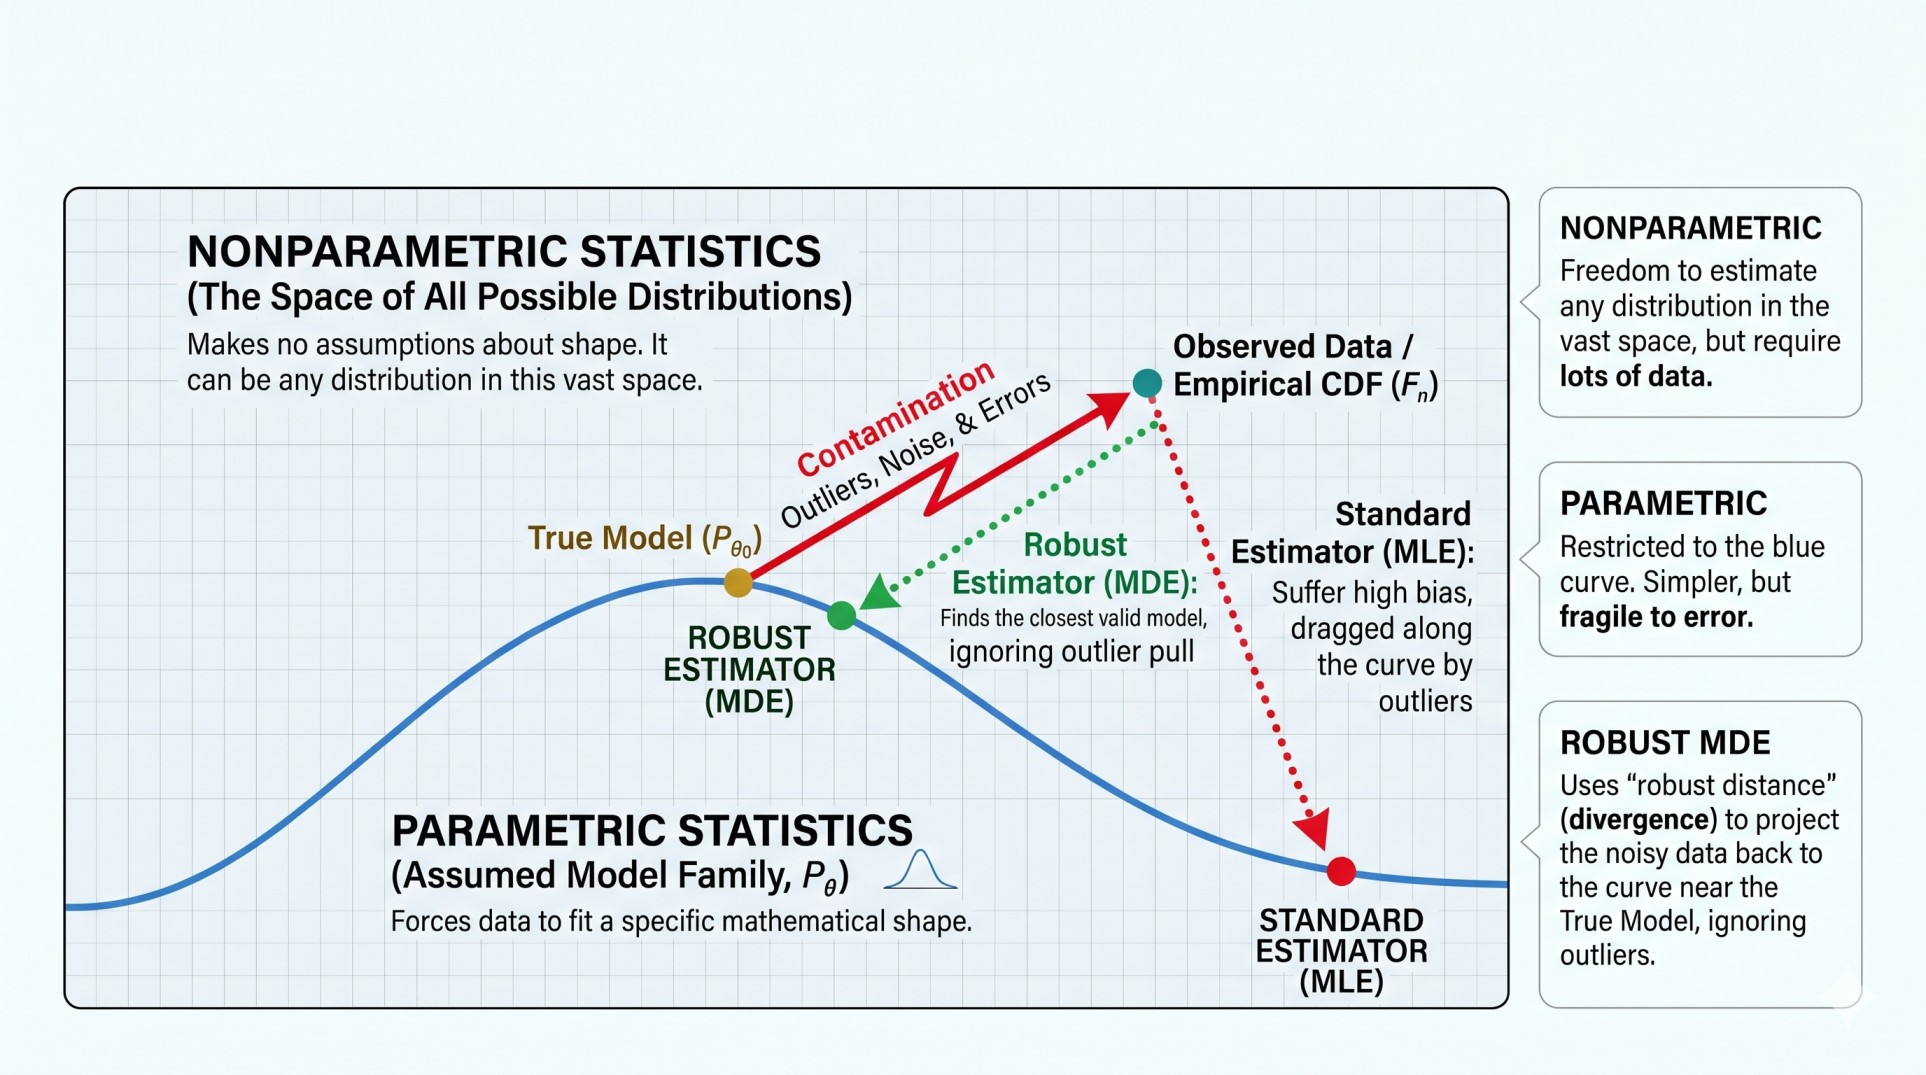 NONPARAMETRIC STATISTICS
(The Space of All Possible Distributions)
Makes no assumptions about shape. It
can be any distribution in this vast space.
Contamination
Outliers, Noise, & Errors
Observed Data /
Empirical CDF (Fₙ)
True Model (P_θ₀)
Robust
Estimator (MDE):
Finds the closest valid model,
ignoring outlier pull
Standard
Estimator (MLE):
Suffer high bias,
dragged along
the curve by
outliers
ROBUST
ESTIMATOR
(MDE)
PARAMETRIC STATISTICS
(Assumed Model Family, P_θ)
Forces data to fit a specific mathematical shape.
STANDARD
ESTIMATOR
(MLE)
NONPARAMETRIC
Freedom to estimate
any distribution in the
vast space, but require
lots of data.
PARAMETRIC
Restricted to the blue
curve. Simpler, but
fragile to error.
ROBUST MDE
Uses “robust distance”
(divergence) to project
the noisy data back to
the curve near the
True Model, ignoring
outliers.